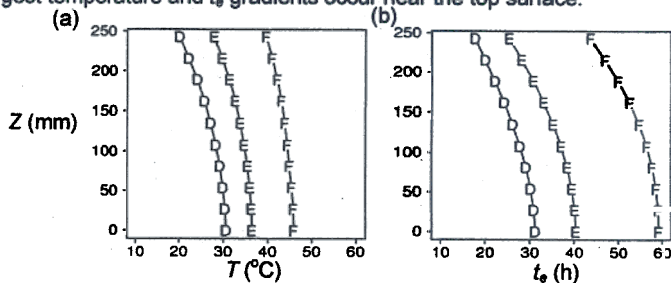 gest temperature and te gradients occur near the top surface.
(a) (b)
250 250
200 200
Z (mm) 150 150
100 100
50 50
0 0
10 20 30 40 50 60 10 20 30 40 50 60
T (°C) te (h)
D D D D D D D D D D
E E E E E E E E E E
F F F F F F F F F F
D D D D D D D D D D
E E E E E E E E E E
F F F F F F F F F